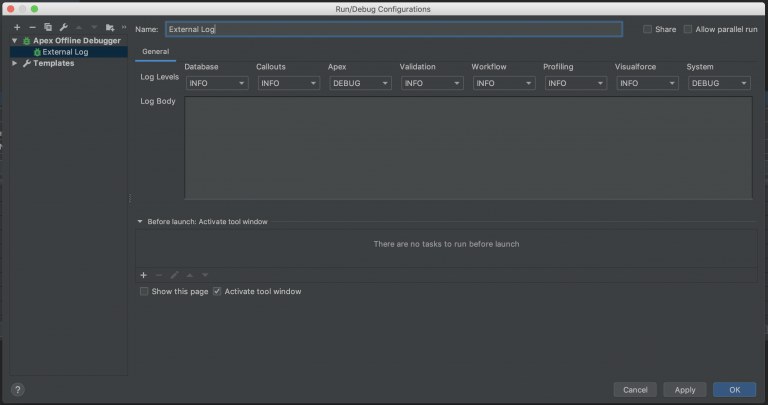 Run/Debug Configurations
Apex Offline Debugger
External Log
Templates
Name: External Log
Share
Allow parallel run
General
Database Callouts Apex Validation Workflow Profiling Visualforce System
Log Levels INFO INFO DEBUG INFO INFO INFO INFO DEBUG
Log Body
Before launch: Activate tool window
There are no tasks to run before launch
Show this page
Activate tool window
? Cancel Apply OK